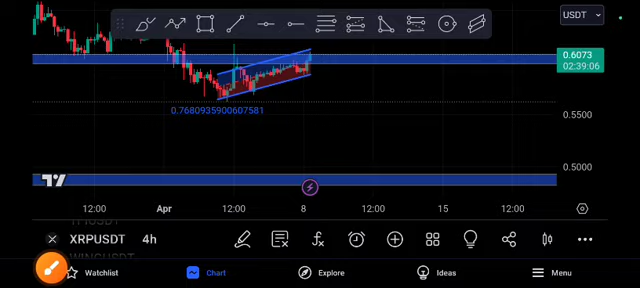 USDT
0.6073
02:39:06
0.7680935900607581
0.5500
0.5000
12:00 Apr 12:00 8 12:00 15 12:00
XRPUSDT 4h
Watchlist Chart Explore Ideas Menu